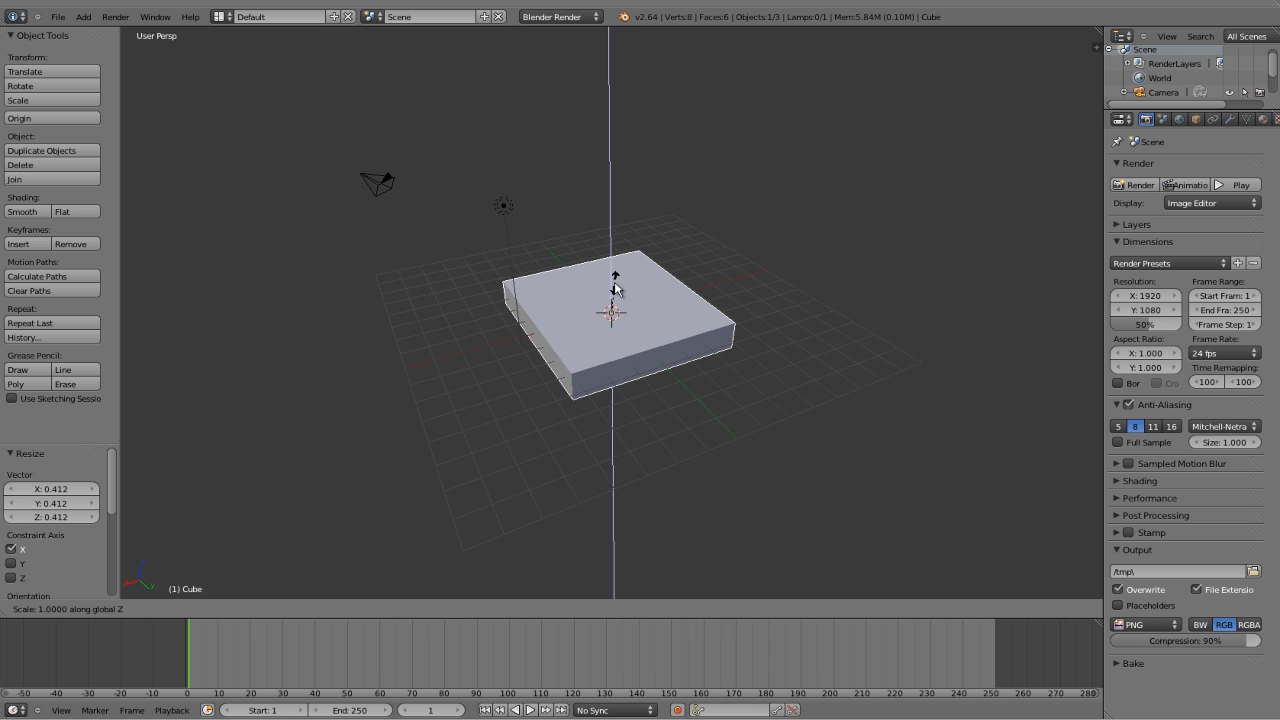 File Add Render Window Help Default Scene Blender Render v2.64 | Verts:8 | Faces:6 | Objects:1/3 | Lamps:0/1 | Mem:5.84M (0.10M) | Cube
Object Tools
Transform:
Translate
Rotate
Scale
Origin
Object:
Duplicate Objects
Delete
Join
Shading:
Smooth Flat
Keyframes:
Insert Remove
Motion Paths:
Calculate Paths
Clear Paths
Repeat:
Repeat Last
History...
Grease Pencil:
Draw Line
Poly Erase
Use Sketching Sessio
Resize
Vector
X: 0.412
Y: 0.412
Z: 0.412
Constraint Axis
X
Y
Z
Orientation
User Persp
(1) Cube
Scale: 1.0000 along global Z
View Search All Scenes
Scene
RenderLayers |
World
Camera |
Scene
Render
Render Animatio Play
Display: Image Editor
Layers
Dimensions
Render Presets
Resolution: Frame Range:
X: 1920 Start Fram: 1
Y: 1080 End Fra: 250
50% Frame Step: 1
Aspect Ratio: Frame Rate:
X: 1.000 24 fps
Y: 1.000 Time Remapping:
Bor Cro 100 100
Anti-Aliasing
5 8 11 16 Mitchell-Netra
Full Sample Size: 1.000
Sampled Motion Blur
Shading
Performance
Post Processing
Stamp
Output
/tmp\
Overwrite File Extensio
Placeholders
PNG BW RGB RGBA
Compression: 90%
Bake
-50 -40 -30 -20 -10 0 10 20 30 40 50 60 70 80 90 100 110 120 130 140 150 160 170 180 190 200 210 220 230 240 250 260 270 280
View Marker Frame Playback Start: 1 End: 250 1 No Sync